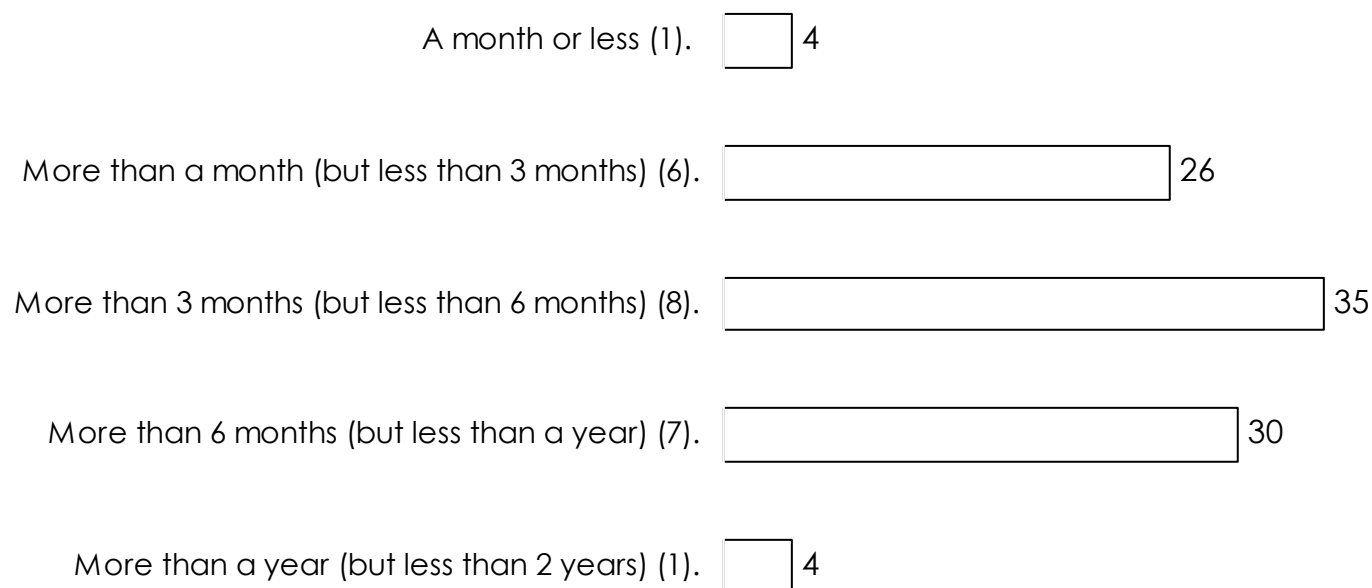 A month or less (1). 4
More than a month (but less than 3 months) (6). 26
More than 3 months (but less than 6 months) (8). 35
More than 6 months (but less than a year) (7). 30
More than a year (but less than 2 years) (1). 4